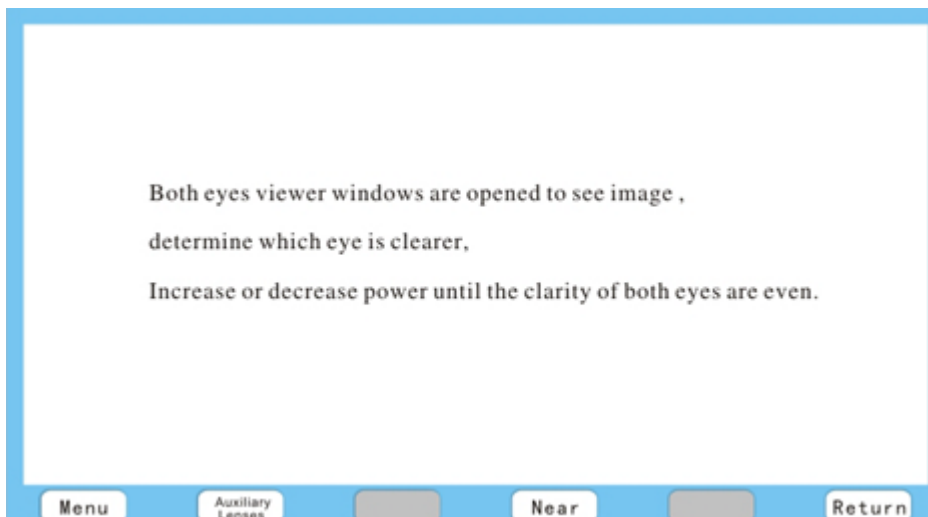 Both eyes viewer windows are opened to see image ,
determine which eye is clearer,
Increase or decrease power until the clarity of both eyes are even.
Menu
Auxiliary
Lenses
Near
Return